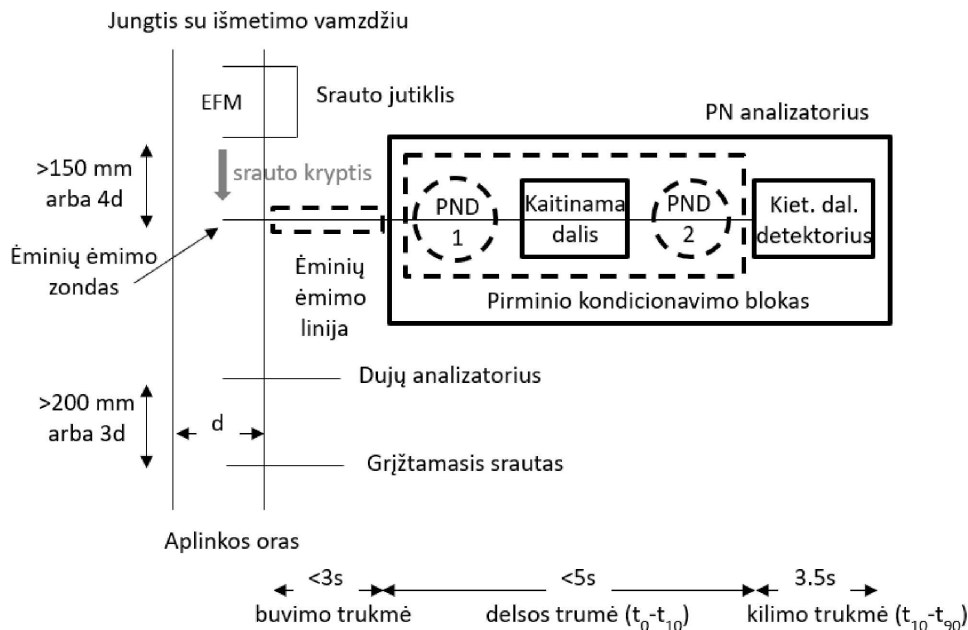 Jungtis su išmetimo vamzdžiu
EFM
Srauto jutiklis
PN analizatorius
>150 mm
arba 4d
srauto kryptis
PND
1
Kaitinama
dalis
PND
2
Kiet. dal.
detektorius
Ėminių ėmimo
zondas
Ėminių
ėmimo
linija
Pirminio kondicionavimo blokas
Dujų analizatorius
>200 mm
arba 3d
d
Grįžtamasis srautas
Aplinkos oras
<3s
<5s
3.5s
buvimo trukmė
delsos trumė (t0-t10)
kilimo trukmė (t10-t90)